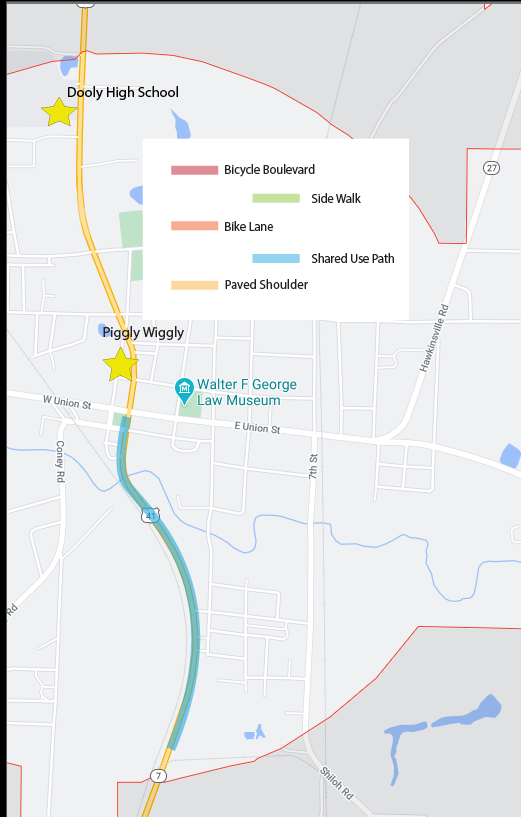 Dooly High School
27
Bicycle Boulevard
Side Walk
Bike Lane
Shared Use Path
Paved Shoulder
Hawkinsville Rd
Piggly Wiggly
Walter F George
Law Museum
W Union St
E Union St
Coney Rd
7th St
41
Rd
7
Shiloh Rd